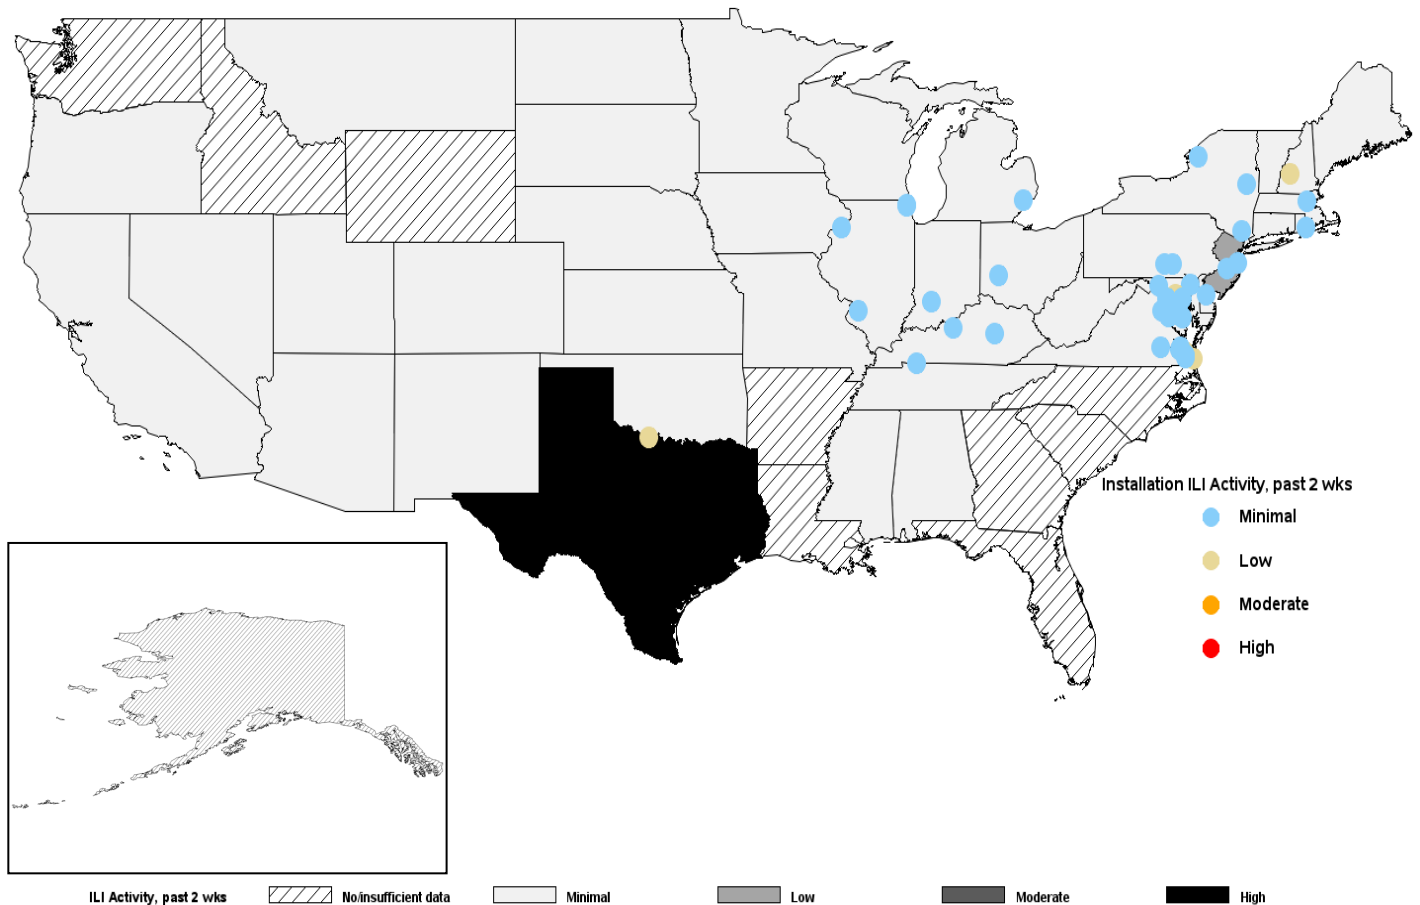 Installation ILI Activity, past 2 wks
Minimal
Low
Moderate
High
ILI Activity, past 2 wks No/insufficient data Minimal Low Moderate High